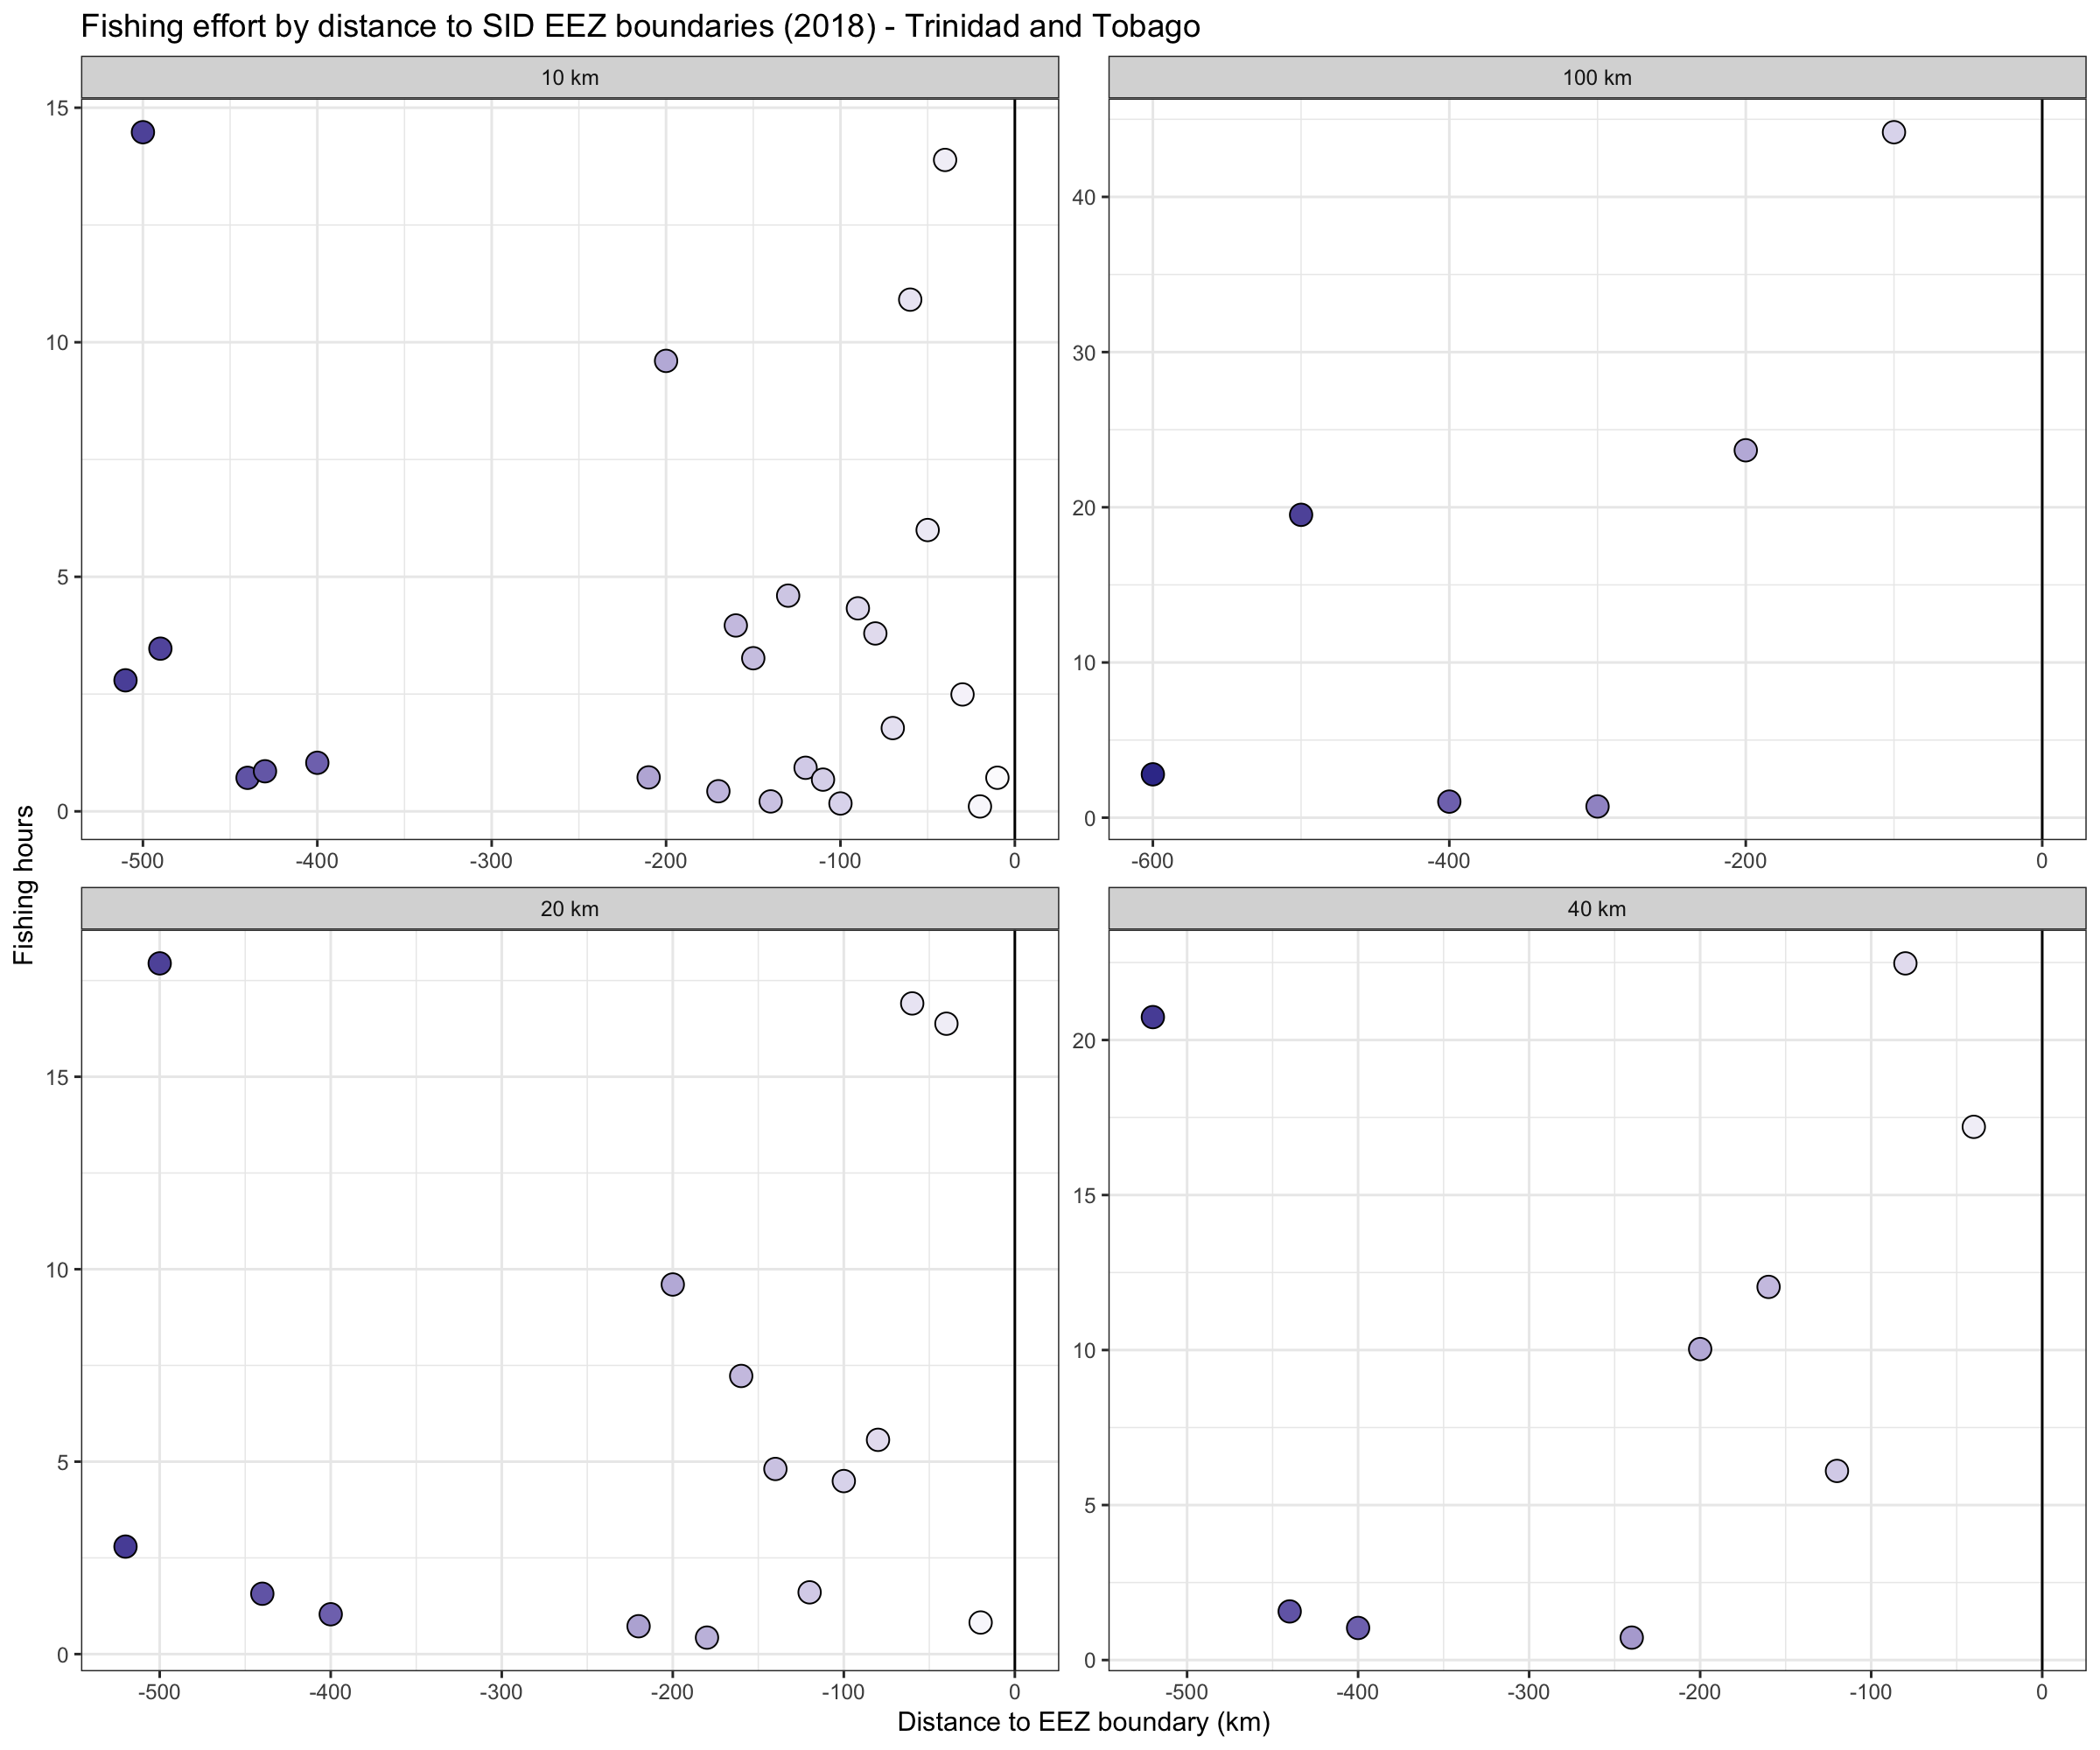 Fishing effort by distance to SID EEZ boundaries (2018) - Trinidad and Tobago
10 km
100 km
15
10
5
0
-500 -400 -300 -200 -100 0
40
30
20
10
0
-600 -400 -200 0
Fishing hours
20 km
40 km
15
10
5
0
-500 -400 -300 -200 -100 0
20
15
10
5
0
-500 -400 -300 -200 -100 0
Distance to EEZ boundary (km)